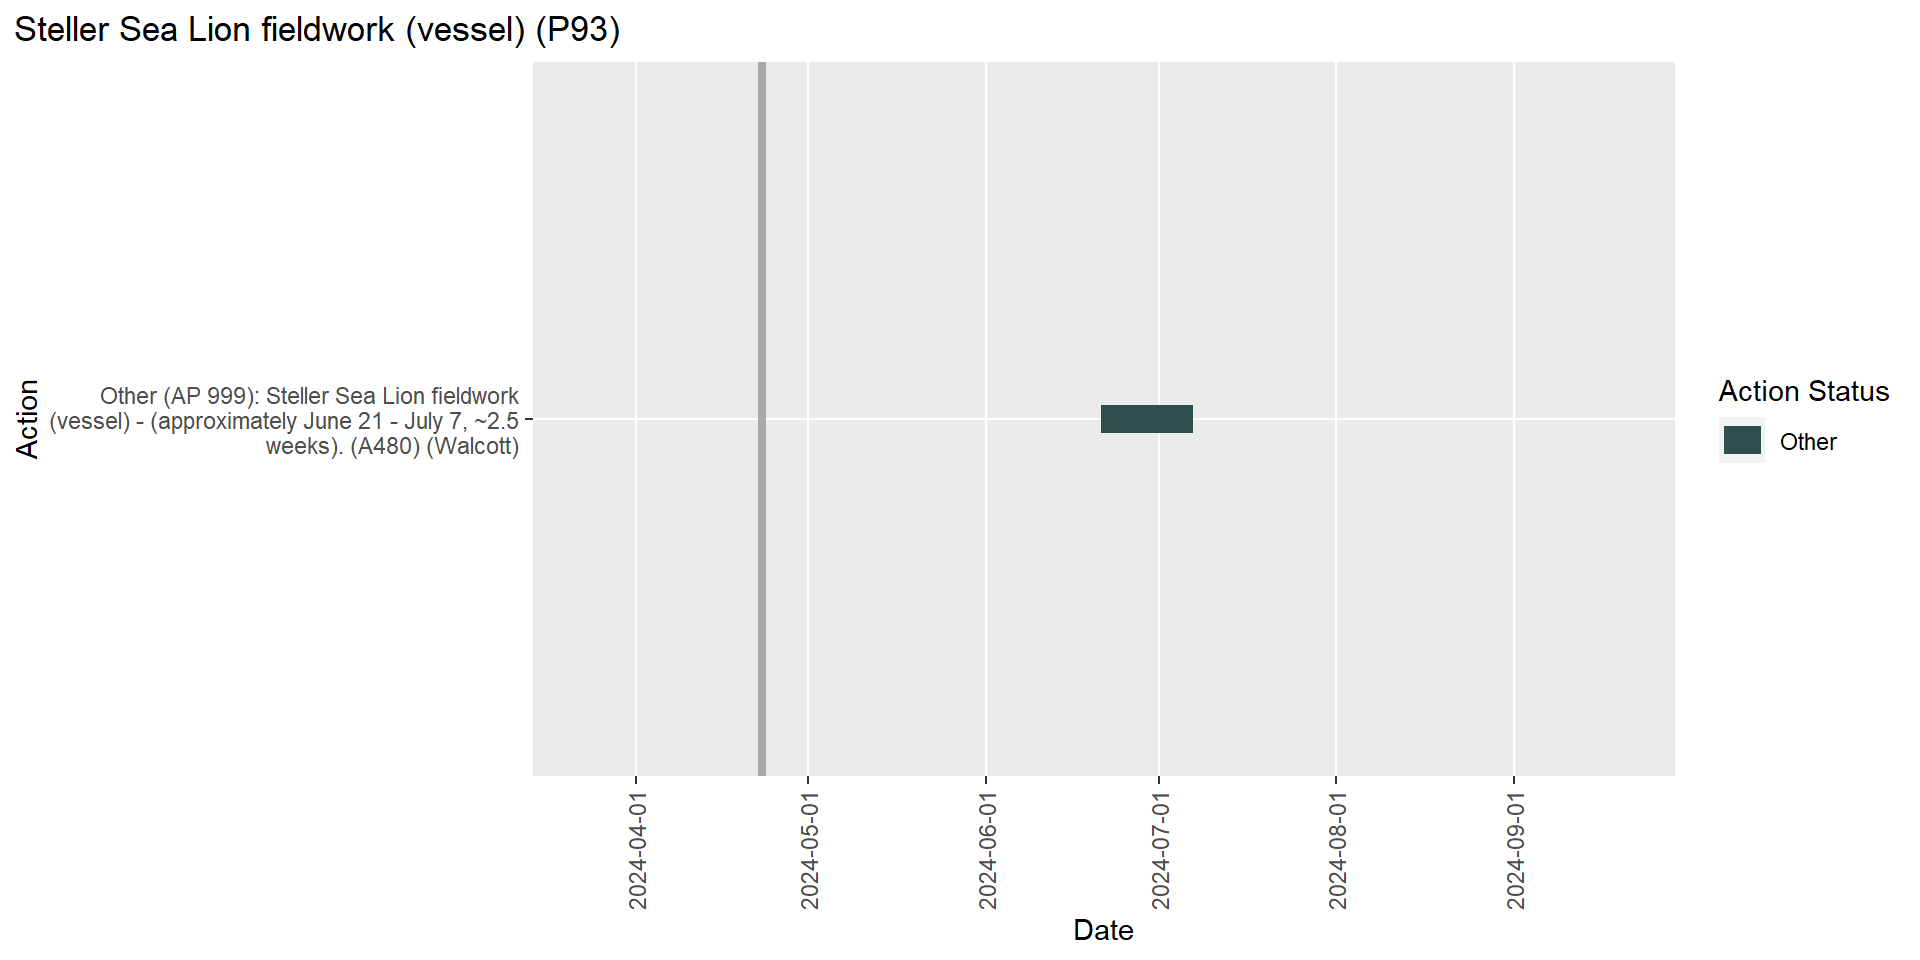 Steller Sea Lion fieldwork (vessel) (P93)
Action
Other (AP 999): Steller Sea Lion fieldwork
(vessel) - (approximately June 21 - July 7, ~2.5
weeks). (A480) (Walcott)
Action Status
Other
2024-04-01
2024-05-01
2024-06-01
2024-07-01
2024-08-01
2024-09-01
Date